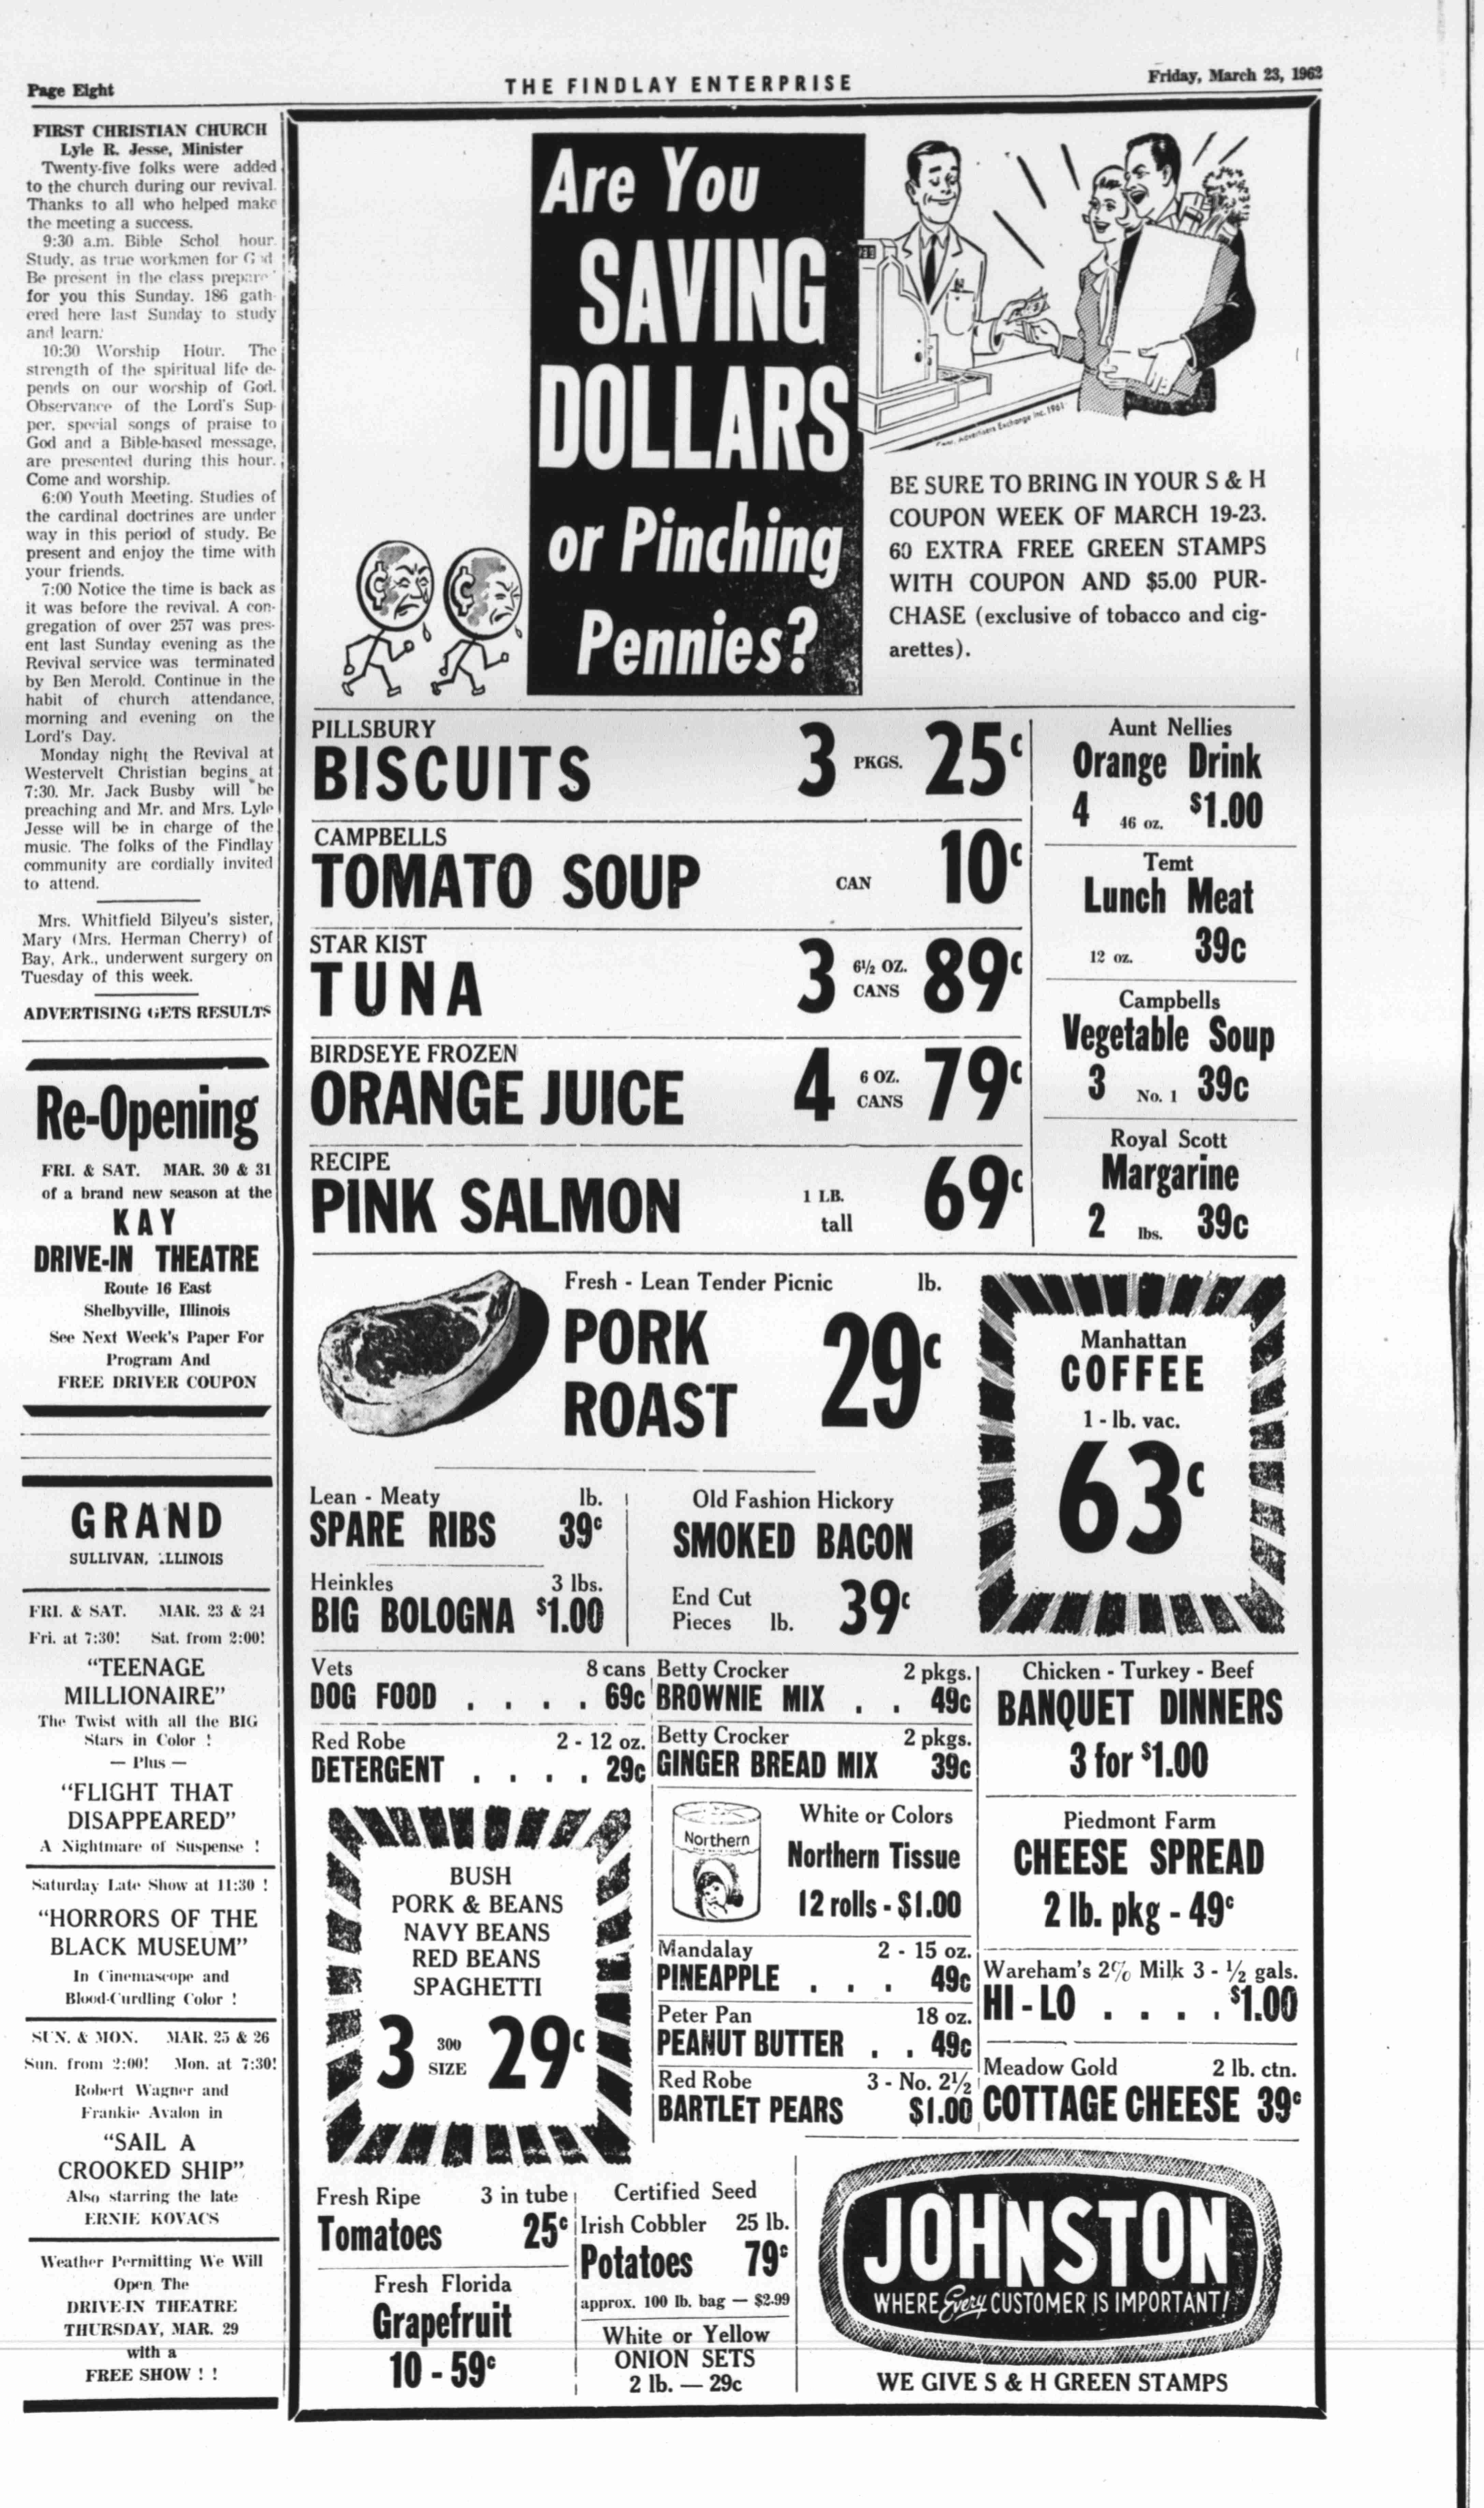 Page Eight
THE FINDLAY ENTERPRISE
Friday, March 23, 1962
FIRST CHRISTIAN CHURCH
Lyle R. Jesse, Minister
Twenty-five folks were added
to the church during our revival.
Thanks to all who helped make
the meeting a success.
9:30 a.m. Bible Schol hour.
Study, as true workmen for G d
Be present in the class prepare'
for you this Sunday. 186 gath-
ered here last Sunday to study
and learn.
10:30 Worship Hour. The
strength of the spiritual life de-
pends on our worship of God.
Observance of the Lord's Sup-
per, special songs of praise to
God and a Bible-based message,
are presented during this hour.
Come and worship.
6:00 Youth Meeting. Studies of
the cardinal doctrines are under
way in this period of study. Be
present and enjoy the time with
your friends.
7:00 Notice the time is back as
it was before the revival. A con-
gregation of over 257 was pres-
ent last Sunday evening as the
Revival service was terminated
by Ben Merold. Continue in the
habit of church attendance,
morning and evening on the
Lord's Day.
Monday night the Revival at
Westervelt Christian begins at
7:30. Mr. Jack Busby will be
preaching and Mr. and Mrs. Lyle
Jesse will be in charge of the
music. The folks of the Findlay
community are cordially invited
to attend.
Mrs. Whitfield Bilyeu's sister,
Mary (Mrs. Herman Cherry) of
Bay, Ark., underwent surgery on
Tuesday of this week.
ADVERTISING GETS RESULTS
Re-Opening
FRI. & SAT. MAR. 30 & 31
of a brand new season at the
KAY
DRIVE-IN THEATRE
Route 16 East
Shelbyville, Illinois
See Next Week's Paper For
Program And
FREE DRIVER COUPON
GRAND
SULLIVAN, ILLINOIS
FRI. & SAT. MAR. 23 & 24
Fri. at 7:30! Sat. from 2:00!
"TEENAGE
MILLIONAIRE"
The Twist with all the BIG
Stars in Color !
— Plus —
"FLIGHT THAT
DISAPPEARED"
A Nightmare of Suspense !
Saturday Late Show at 11:30 !
"HORRORS OF THE
BLACK MUSEUM"
In Cinemascope and
Blood-Curdling Color !
SUN. & MON. MAR. 25 & 26
Sun. from 2:00! Mon. at 7:30!
Robert Wagner and
Frankie Avalon in
"SAIL A
CROOKED SHIP"
Also starring the late
ERNIE KOVACS
Weather Permitting We Will
Open The
DRIVE-IN THEATRE
THURSDAY, MAR. 29
with a
FREE SHOW ! !
Are You
SAVING
DOLLARS
or Pinching
Pennies?
Advertisers Exchange Inc. 1961
BE SURE TO BRING IN YOUR S & H
COUPON WEEK OF MARCH 19-23.
60 EXTRA FREE GREEN STAMPS
WITH COUPON AND $5.00 PUR-
CHASE (exclusive of tobacco and cig-
arettes).
PILLSBURY
BISCUITS 3 PKGS. 25c
CAMPBELLS
TOMATO SOUP CAN 10c
STAR KIST
TUNA 3 6½ OZ. CANS 89c
BIRDSEYE FROZEN
ORANGE JUICE 4 6 OZ. CANS 79c
RECIPE
PINK SALMON 1 LB. tall 69c
Aunt Nellies
Orange Drink
4 46 oz. $1.00
Temt
Lunch Meat
12 oz. 39c
Campbells
Vegetable Soup
3 No. 1 39c
Royal Scott
Margarine
2 lbs. 39c
Fresh - Lean Tender Picnic lb.
PORK
ROAST
29c
Manhattan
COFFEE
1 - lb. vac.
63c
Lean - Meaty lb.
SPARE RIBS 39c
Heinkles 3 lbs.
BIG BOLOGNA $1.00
Old Fashion Hickory
SMOKED BACON
End Cut
Pieces lb. 39c
Vets 8 cans
DOG FOOD . . . . 69c
Red Robe 2 - 12 oz.
DETERGENT . . . . 29c
Betty Crocker 2 pkgs.
BROWNIE MIX . . 49c
Betty Crocker 2 pkgs.
GINGER BREAD MIX 39c
Chicken - Turkey - Beef
BANQUET DINNERS
3 for $1.00
BUSH
PORK & BEANS
NAVY BEANS
RED BEANS
SPAGHETTI
3 300 SIZE 29c
Northern
White or Colors
Northern Tissue
12 rolls - $1.00
Mandalay 2 - 15 oz.
PINEAPPLE . . . 49c
Peter Pan 18 oz.
PEANUT BUTTER . . 49c
Red Robe 3 - No. 2½
BARTLET PEARS $1.00
Piedmont Farm
CHEESE SPREAD
2 lb. pkg - 49c
Wareham's 2% Milk 3 - ½ gals.
HI - LO . . . . $1.00
Meadow Gold 2 lb. ctn.
COTTAGE CHEESE 39c
Fresh Ripe 3 in tube
Tomatoes 25c
Fresh Florida
Grapefruit
10 - 59c
Certified Seed
Irish Cobbler 25 lb.
Potatoes 79c
approx. 100 lb. bag — $2.99
White or Yellow
ONION SETS
2 lb. — 29c
JOHNSTON
WHERE Every CUSTOMER IS IMPORTANT!
WE GIVE S & H GREEN STAMPS